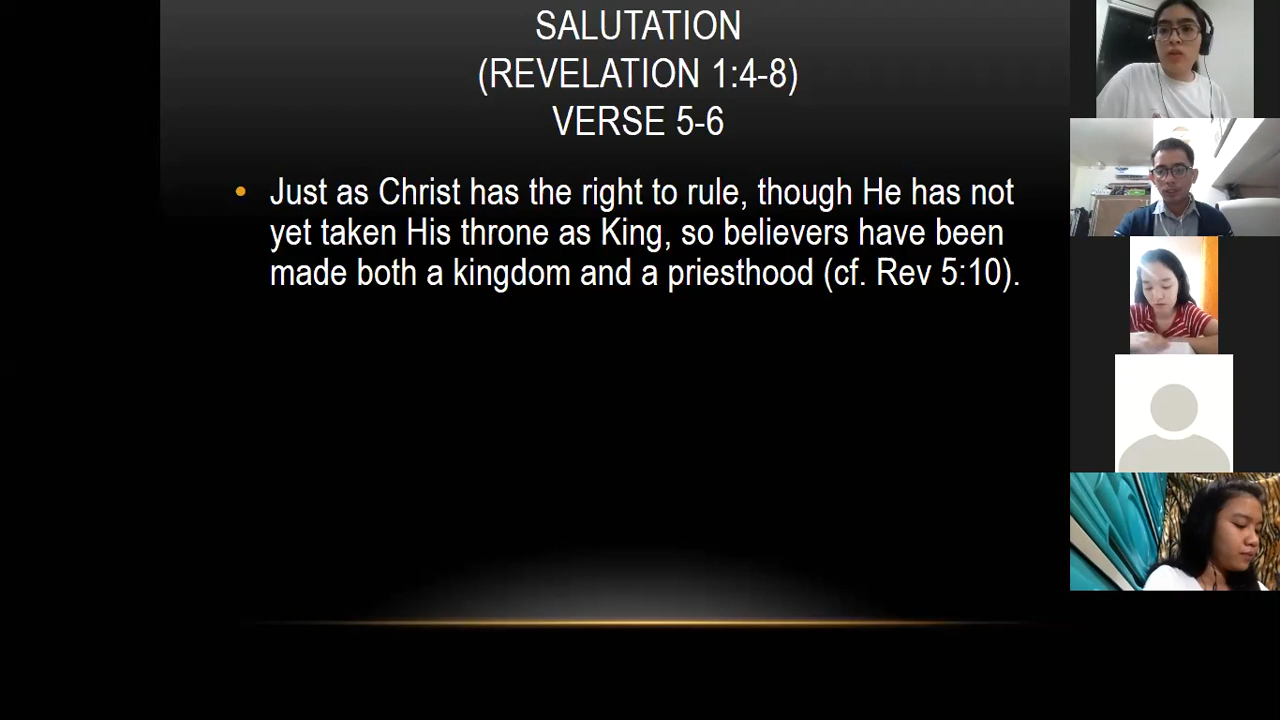 SALUTATION
(REVELATION 1:4-8)
VERSE 5-6
• Just as Christ has the right to rule, though He has not
yet taken His throne as King, so believers have been
made both a kingdom and a priesthood (cf. Rev 5:10).